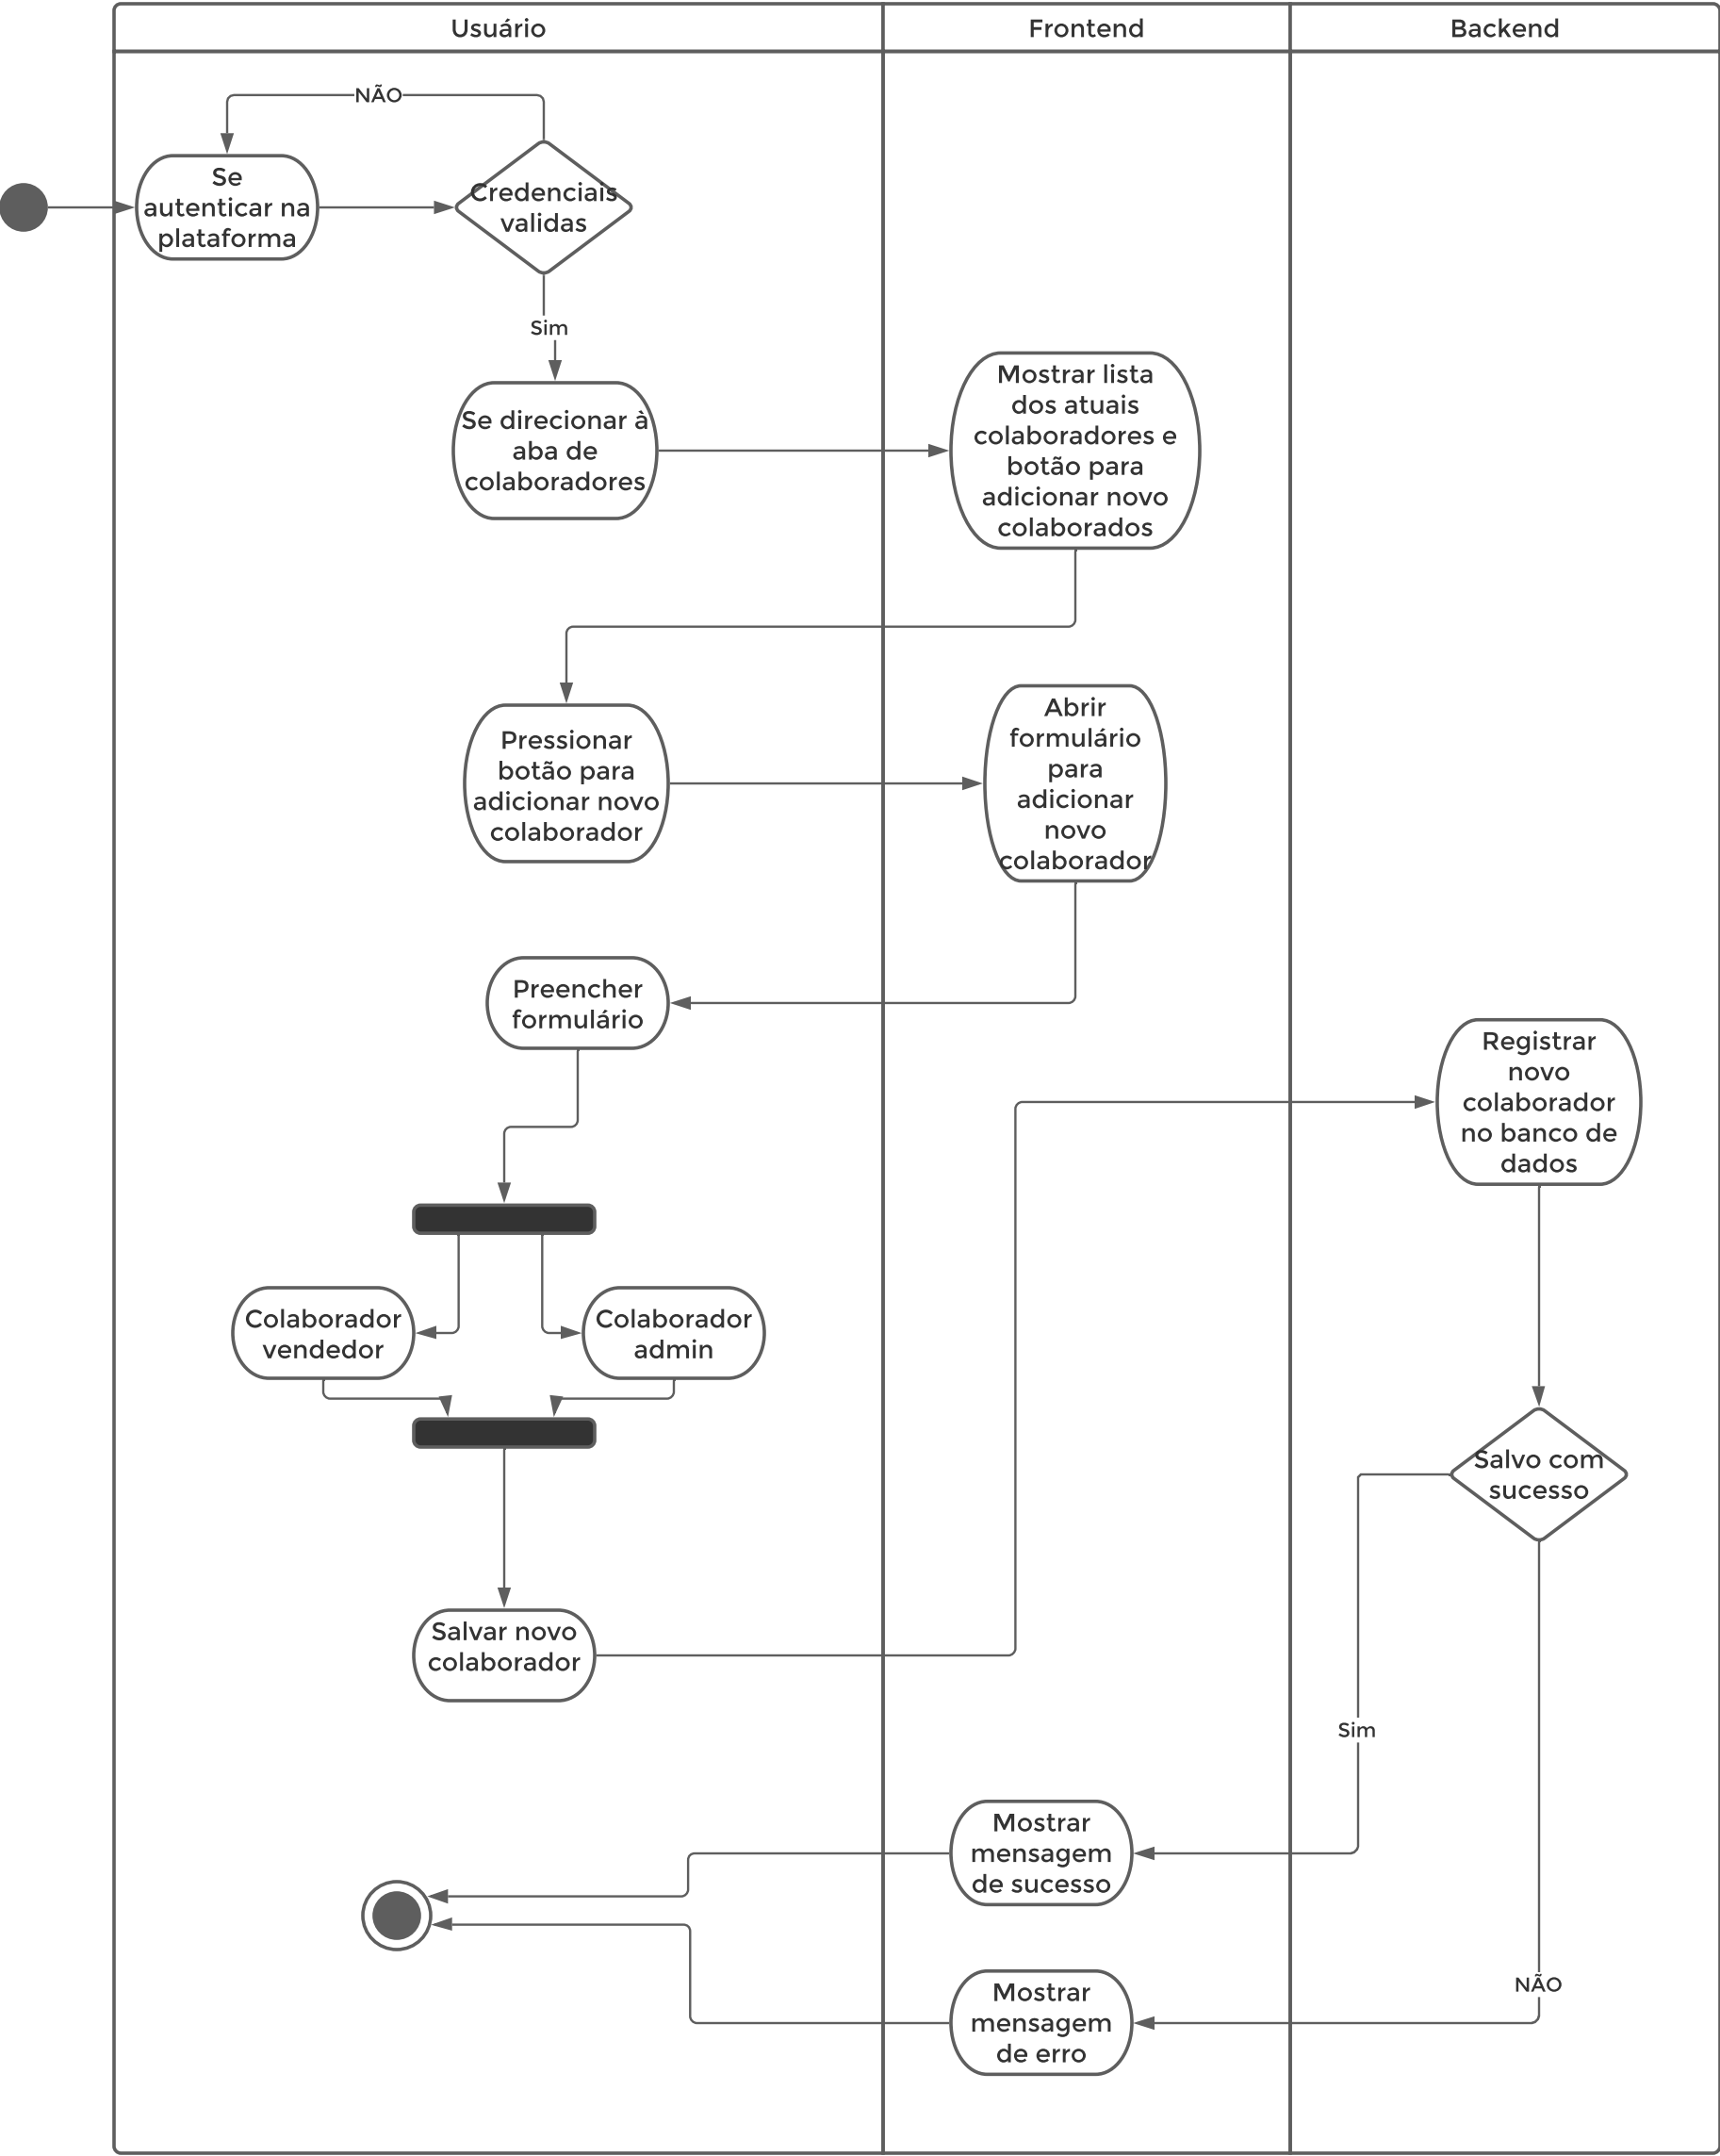 Usuário
Frontend
Backend
NÃO
Se
autenticar na
plataforma
Credenciais
validas
Sim
Se direcionar à
aba de
colaboradores
Mostrar lista
dos atuais
colaboradores e
botão para
adicionar novo
colaborados
Pressionar
botão para
adicionar novo
colaborador
Abrir
formulário
para
adicionar
novo
colaborador
Preencher
formulário
Colaborador
vendedor
Colaborador
admin
Salvar novo
colaborador
Registrar
novo
colaborador
no banco de
dados
Salvo com
sucesso
Sim
Mostrar
mensagem
de sucesso
NÃO
Mostrar
mensagem
de erro